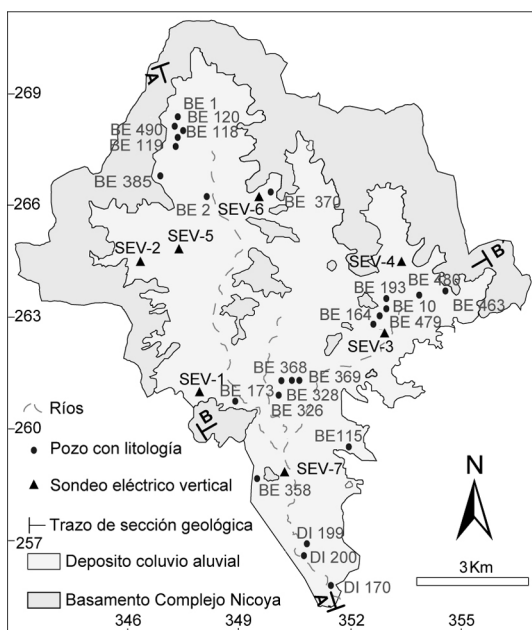 269
A
BE 1
BE 120
BE 490
BE 118
BE 119
BE 385
266
BE 2
SEV-6
BE 370
SEV-2
SEV-5
SEV-4
B
BE 193
BE 480
BE 164
BE 10
BE 463
263
BE 479
SEV-3
BE 368
BE 369
SEV-1
BE 173
BE 328
BE 326
Ríos
B
260
BE115
Pozo con litología
SEV-7
N
Sondeo eléctrico vertical
BE 358
Trazo de sección geológica
DI 199
257
DI 200
Deposito coluvio aluvial
3Km
DI 170
Basamento Complejo Nicoya
A
346
349
352
355